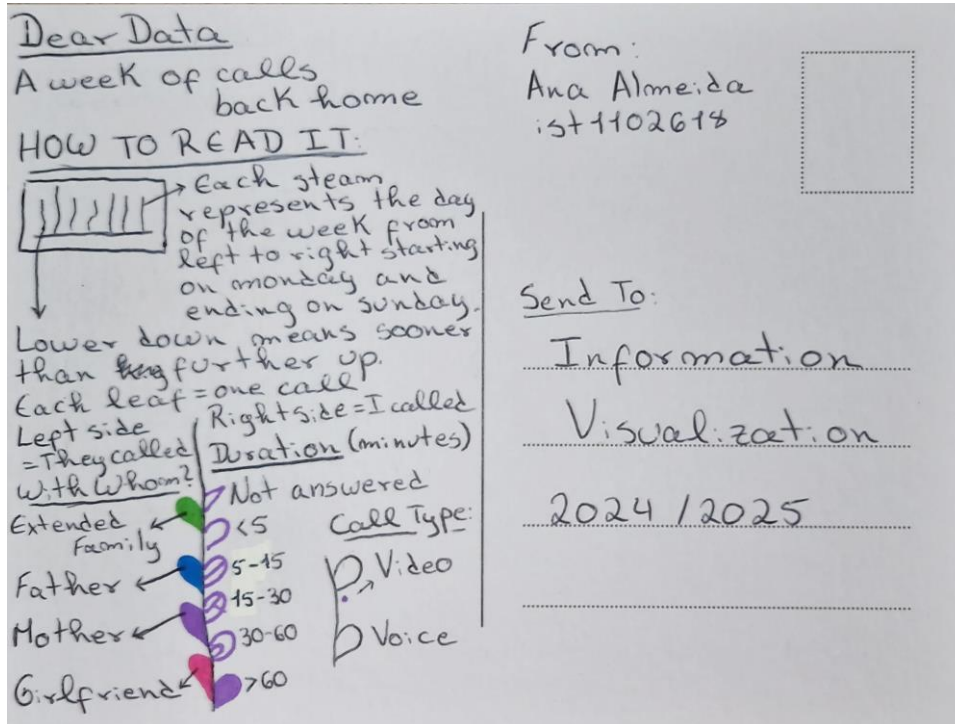 Dear Data
A week of calls
back home
HOW TO READ IT:
Each steam
represents the day
of the week from
left to right starting
on monday and
ending on sunday.
Lower down means sooner
than further up.
Each leaf = one call
Left side
= They called
Right side = I called
With Whom?
Extended
Family
Father
Mother
Girlfriend
Duration (minutes)
Not answered
<5
5-15
15-30
30-60
>60
Call Type:
Video
Voice
From:
Ana Almeida
ist1102618
Send To:
Information
Visualization
2024/2025